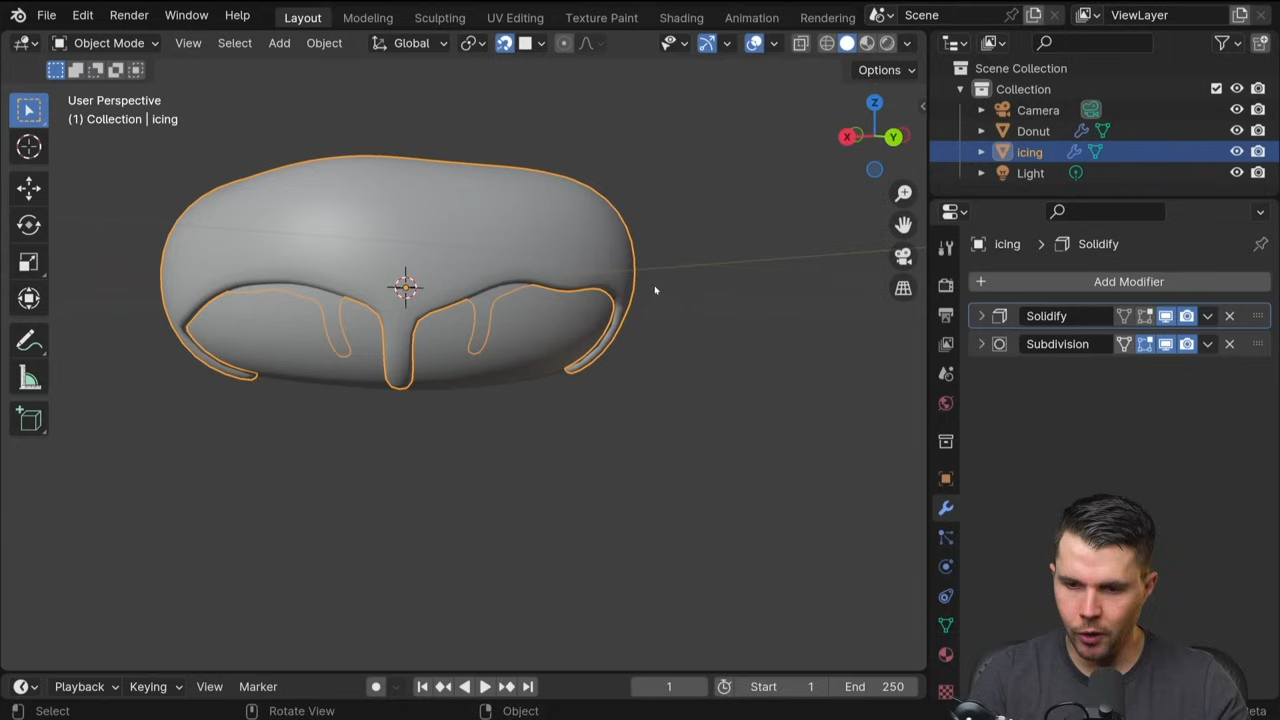 File Edit Render Window Help Layout Modeling Sculpting UV Editing Texture Paint Shading Animation Rendering Scene ViewLayer
Object Mode View Select Add Object Global
Options
User Perspective
(1) Collection | icing
X Y Z
Scene Collection
Collection
Camera
Donut
icing
Light
icing > Solidify
+ Add Modifier
Solidify
Subdivision
Playback Keying View Marker 1 Start 1 End 250
Select Rotate View Object